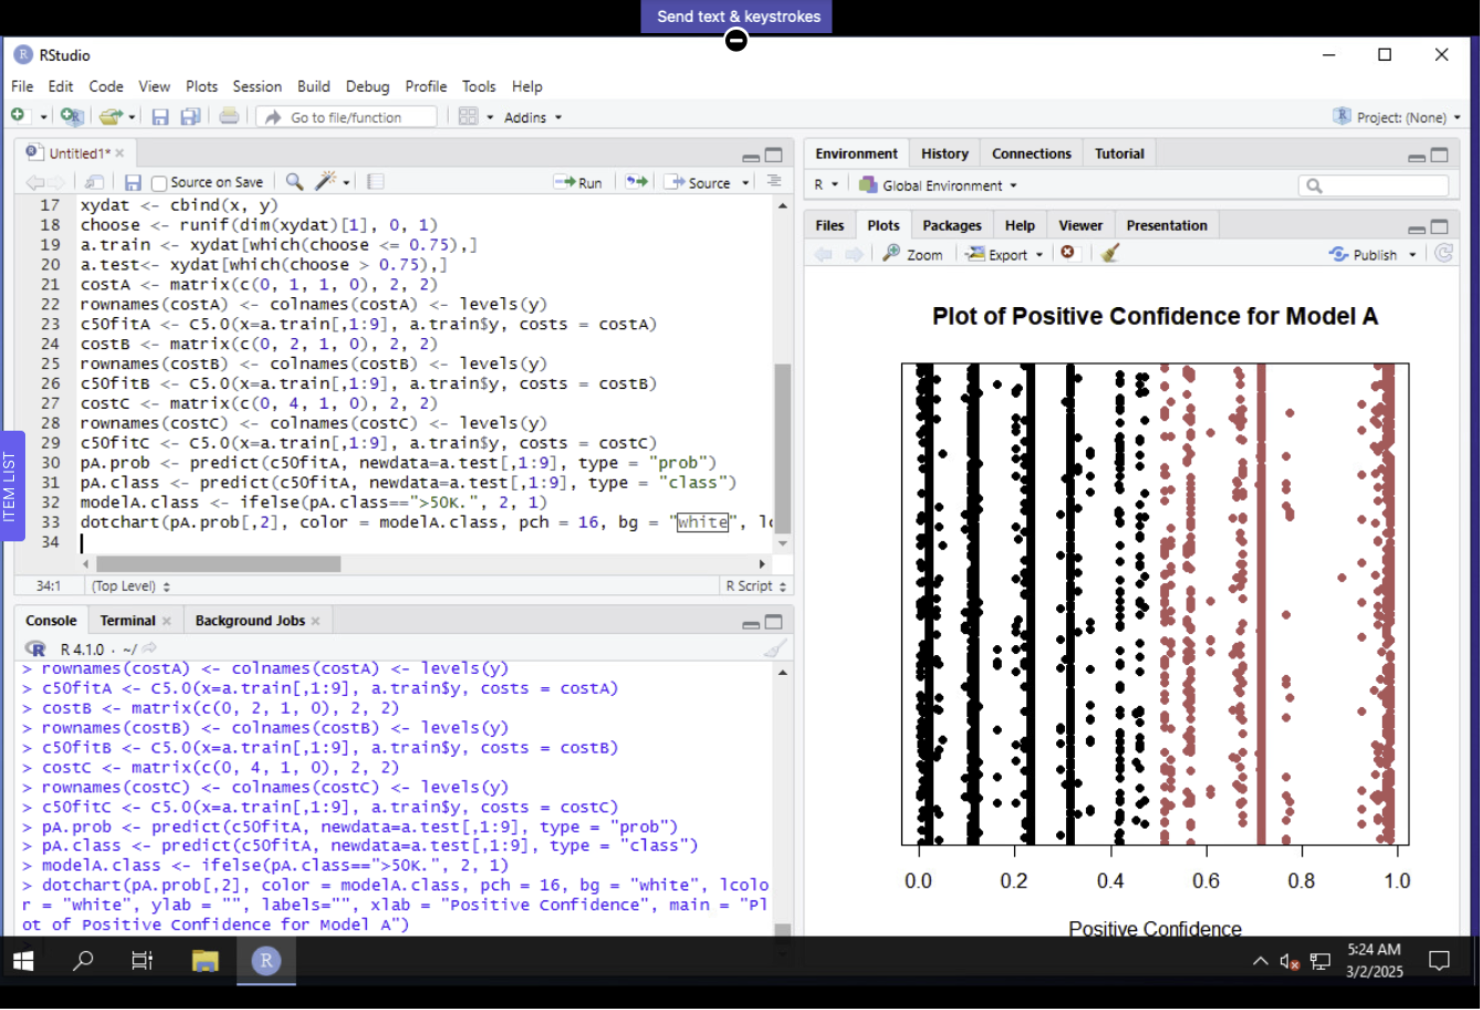 Send text & keystrokes
RStudio
File Edit Code View Plots Session Build Debug Profile Tools Help
Go to file/function Addins Project: (None)
Untitled1*
Source on Save Run Source
17 xydat <- cbind(x, y)
18 choose <- runif(dim(xydat)[1], 0, 1)
19 a.train <- xydat[which(choose <= 0.75),]
20 a.test<- xydat[which(choose > 0.75),]
21 costA <- matrix(c(0, 1, 1, 0), 2, 2)
22 rownames(costA) <- colnames(costA) <- levels(y)
23 c50fitA <- C5.0(x=a.train[,1:9], a.train$y, costs = costA)
24 costB <- matrix(c(0, 2, 1, 0), 2, 2)
25 rownames(costB) <- colnames(costB) <- levels(y)
26 c50fitB <- C5.0(x=a.train[,1:9], a.train$y, costs = costB)
27 costC <- matrix(c(0, 4, 1, 0), 2, 2)
28 rownames(costC) <- colnames(costC) <- levels(y)
29 c50fitC <- C5.0(x=a.train[,1:9], a.train$y, costs = costC)
30 pA.prob <- predict(c50fitA, newdata=a.test[,1:9], type = "prob")
31 pA.class <- predict(c50fitA, newdata=a.test[,1:9], type = "class")
32 modelA.class <- ifelse(pA.class==">50K.", 2, 1)
33 dotchart(pA.prob[,2], color = modelA.class, pch = 16, bg = "white", lc
34
34:1 (Top Level) R Script
ITEM LIST
Console Terminal Background Jobs
R 4.1.0 · ~/
> rownames(costA) <- colnames(costA) <- levels(y)
> c50fitA <- C5.0(x=a.train[,1:9], a.train$y, costs = costA)
> costB <- matrix(c(0, 2, 1, 0), 2, 2)
> rownames(costB) <- colnames(costB) <- levels(y)
> c50fitB <- C5.0(x=a.train[,1:9], a.train$y, costs = costB)
> costC <- matrix(c(0, 4, 1, 0), 2, 2)
> rownames(costC) <- colnames(costC) <- levels(y)
> c50fitC <- C5.0(x=a.train[,1:9], a.train$y, costs = costC)
> pA.prob <- predict(c50fitA, newdata=a.test[,1:9], type = "prob")
> pA.class <- predict(c50fitA, newdata=a.test[,1:9], type = "class")
> modelA.class <- ifelse(pA.class==">50K.", 2, 1)
> dotchart(pA.prob[,2], color = modelA.class, pch = 16, bg = "white", lcolo
r = "white", ylab = "", labels="", xlab = "Positive Confidence", main = "Pl
ot of Positive Confidence for Model A")
Environment History Connections Tutorial
R Global Environment
Files Plots Packages Help Viewer Presentation
Zoom Export Publish
Plot of Positive Confidence for Model A
0.0 0.2 0.4 0.6 0.8 1.0
Positive Confidence
5:24 AM
3/2/2025